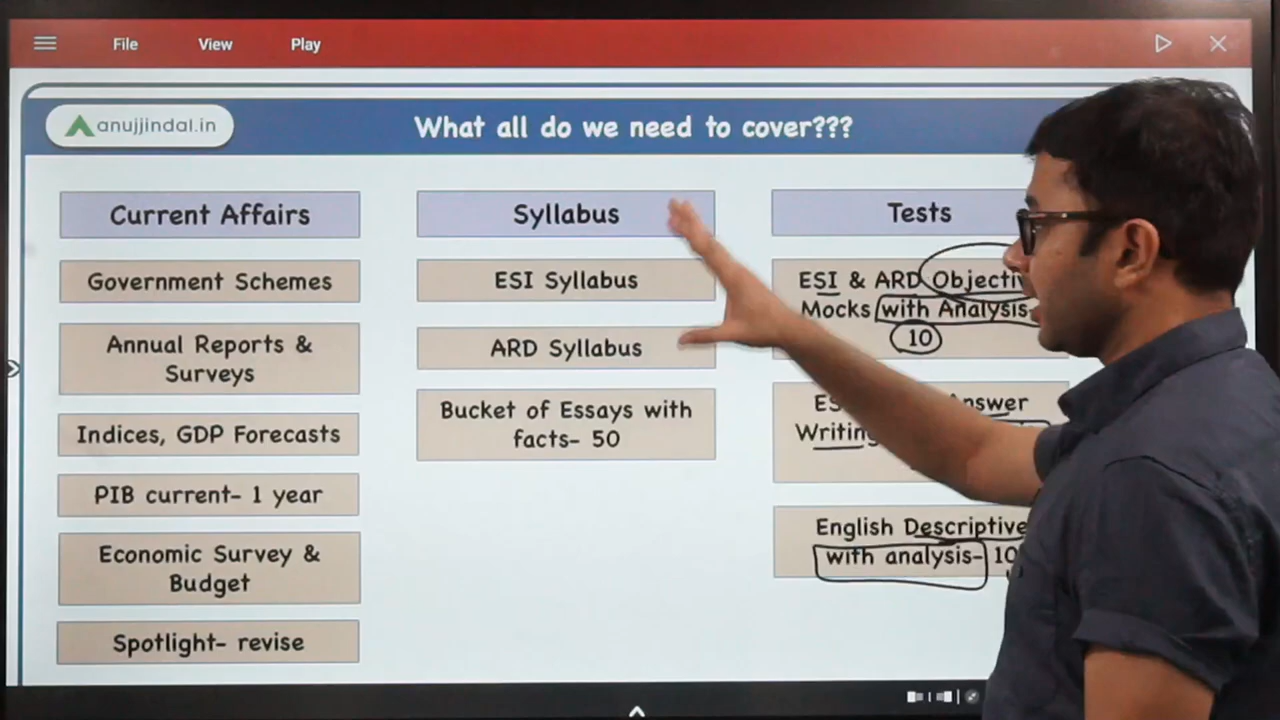 File View Play
anujjindal.in
What all do we need to cover???
Current Affairs
Government Schemes
Annual Reports &
Surveys
Indices, GDP Forecasts
PIB current- 1 year
Economic Survey &
Budget
Spotlight- revise
Syllabus
ESI Syllabus
ARD Syllabus
Bucket of Essays with
facts- 50
Tests
ESI & ARD Objectiv
Mocks with Analysis-
10
ES Answer
Writing
English Descriptive
with analysis- 10